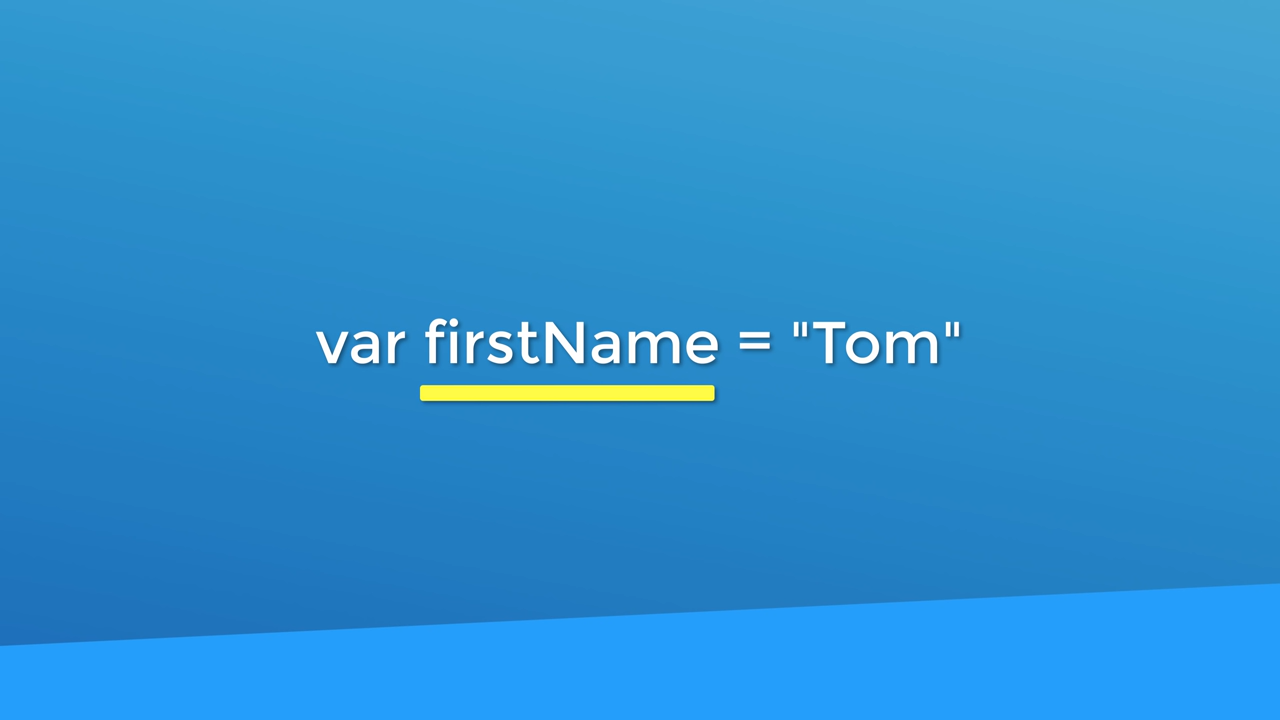 var firstName = "Tom"